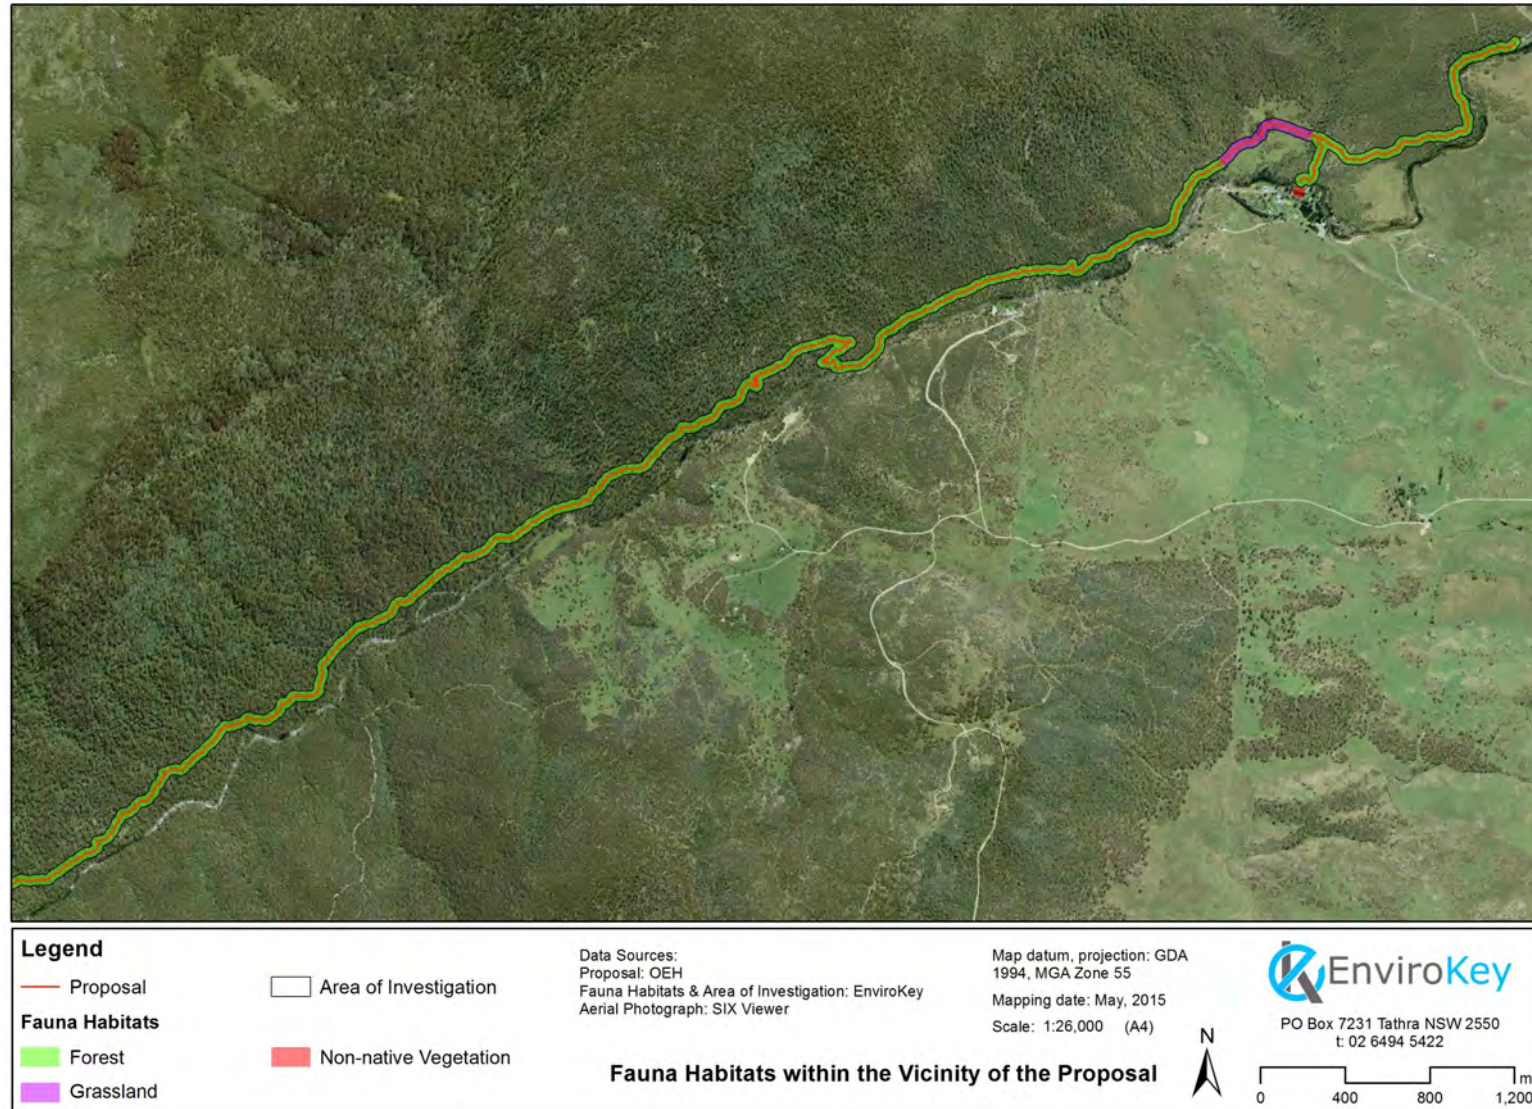 Legend
Proposal
Area of Investigation
Fauna Habitats
Forest
Non-native Vegetation
Grassland
Data Sources:
Proposal: OEH
Fauna Habitats & Area of Investigation: EnviroKey
Aerial Photograph: SIX Viewer
Fauna Habitats within the Vicinity of the Proposal
Map datum, projection: GDA
1994, MGA Zone 55
Mapping date: May, 2015
Scale: 1:26,000 (A4)
N
EnviroKey
PO Box 7231 Tathra NSW 2550
t: 02 6494 5422
m
0 400 800 1,200